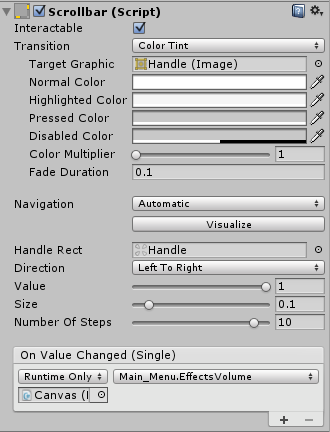 Scrollbar (Script)
Interactable
Transition Color Tint
Target Graphic Handle (Image)
Normal Color
Highlighted Color
Pressed Color
Disabled Color
Color Multiplier 1
Fade Duration 0.1
Navigation Automatic
Visualize
Handle Rect Handle
Direction Left To Right
Value 1
Size 0.1
Number Of Steps 10
On Value Changed (Single)
Runtime Only Main_Menu.EffectsVolume
Canvas (
+ −